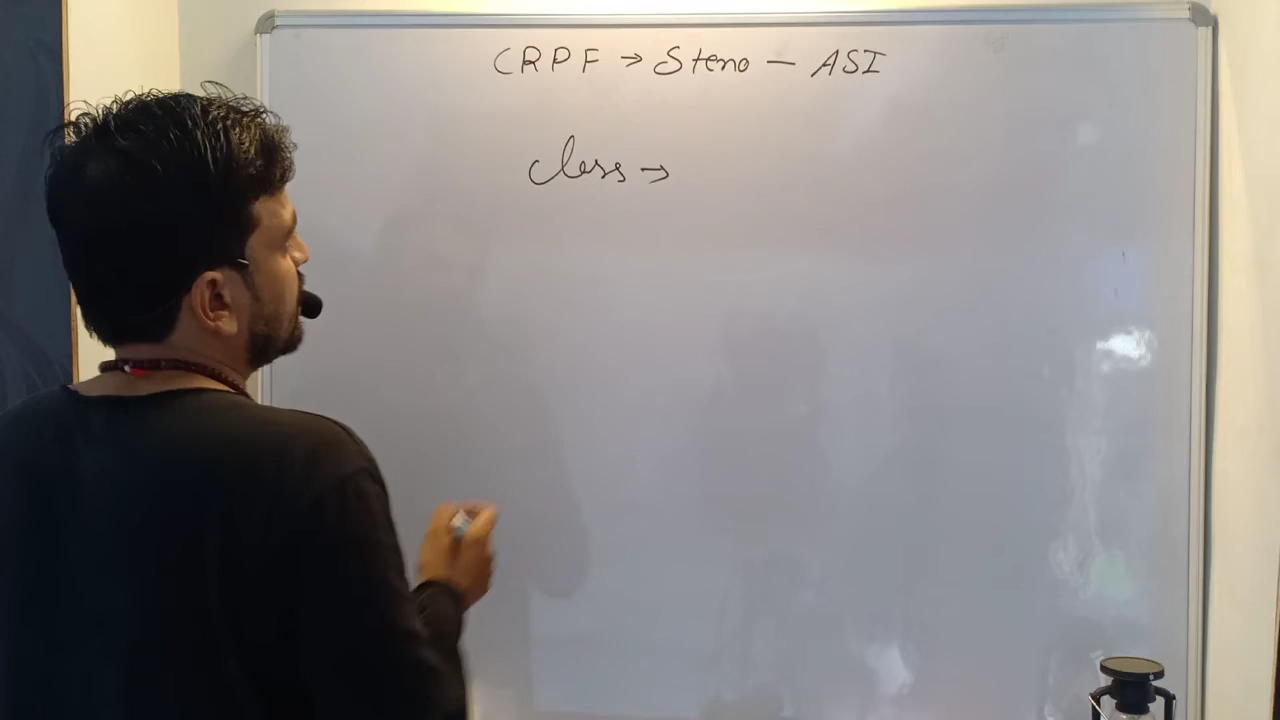 CRPF → Steno - ASI
Class →